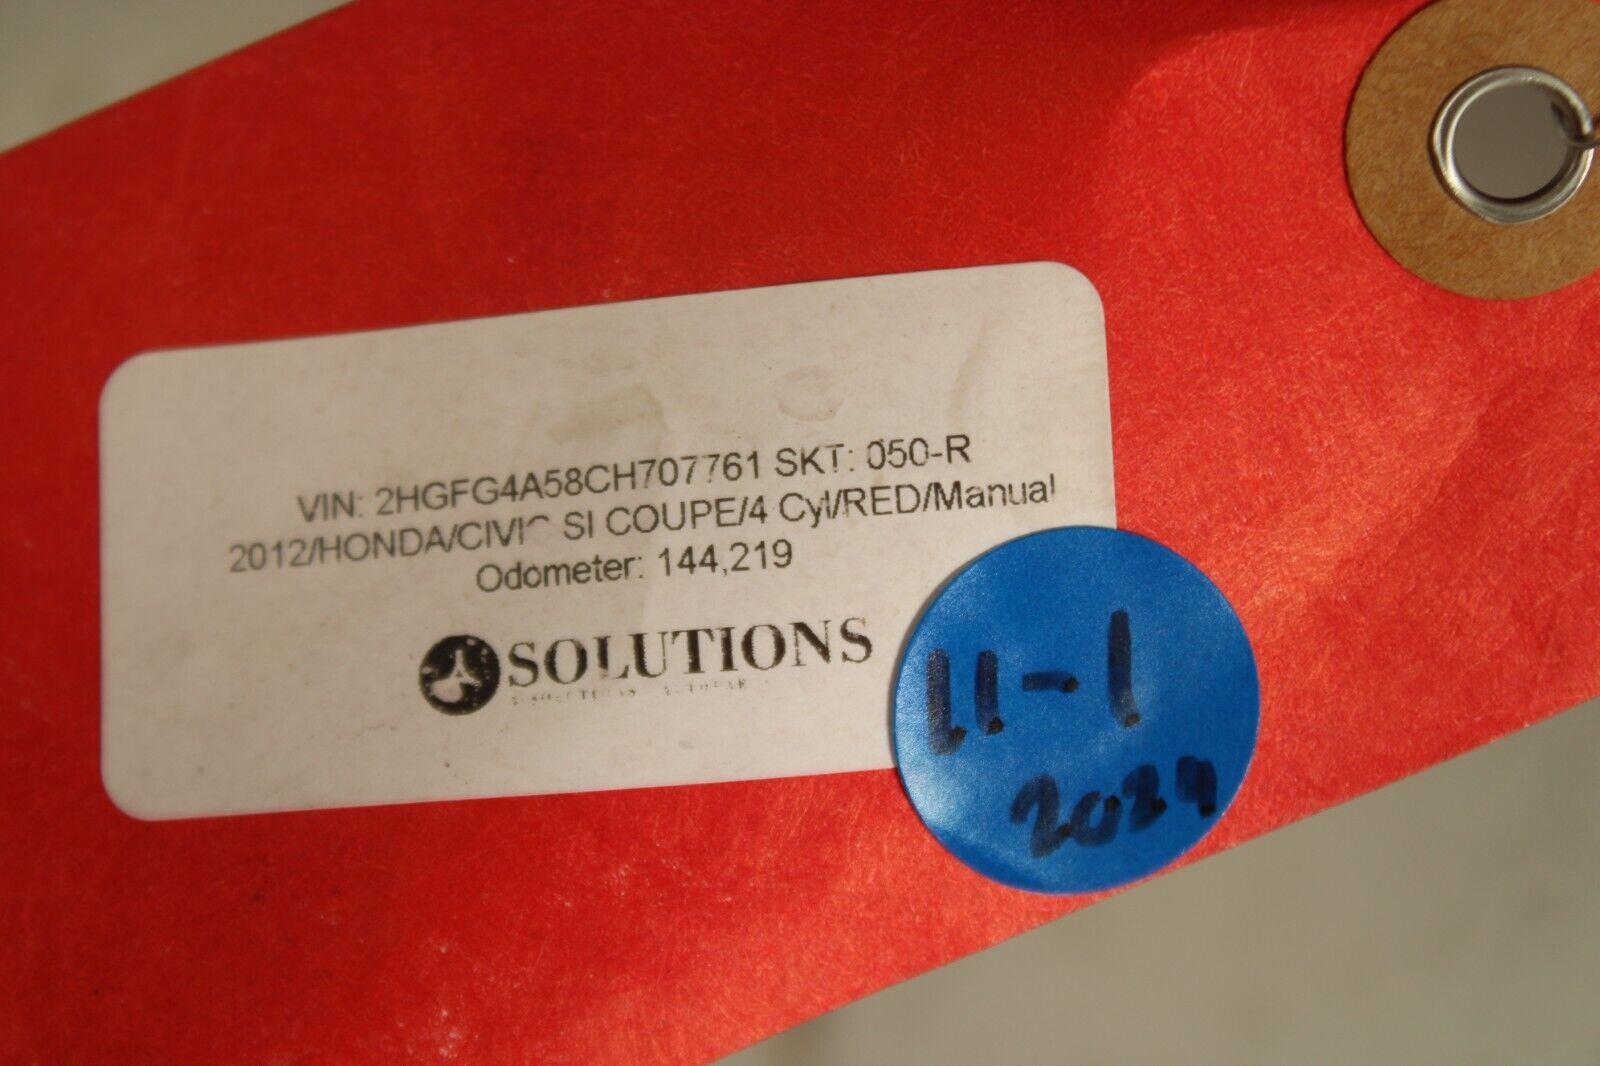 VIN: 2HGFG4A58CH707761 SKT: 050-R
2012/HONDA/CIVIC SI COUPE/4 Cyl/RED/Manual
Odometer: 144,219
SOLUTIONS
11-1
2024